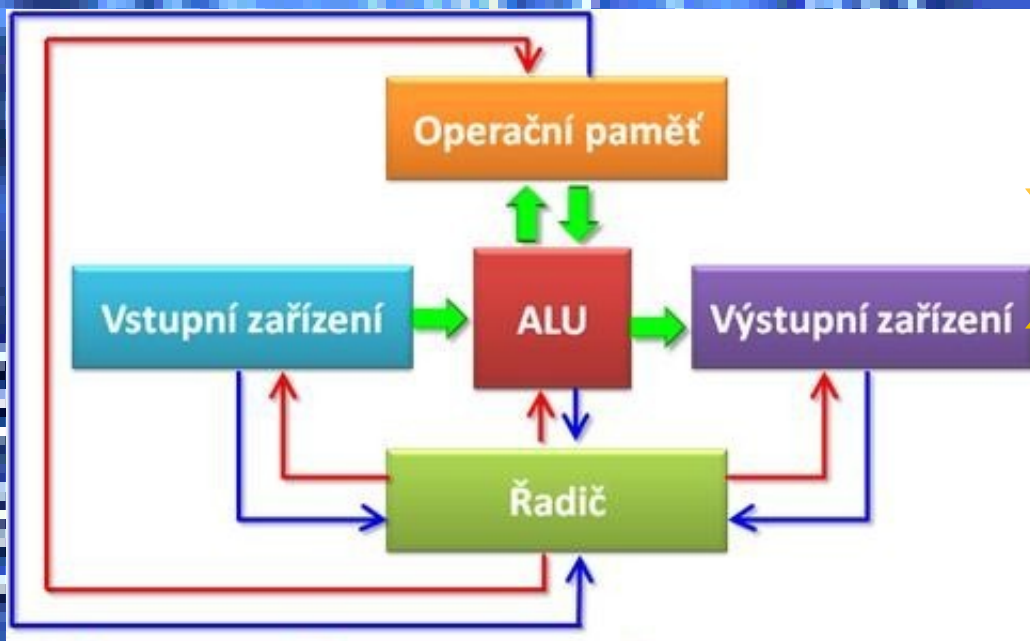 Operační paměť
Vstupní zařízení
ALU
Výstupní zařízení
Řadič